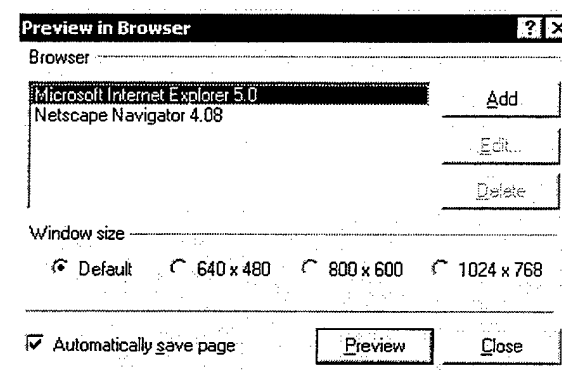 Preview in Browser
Browser
Microsoft Internet Explorer 5.0
Netscape Navigator 4.08
Add
Edit...
Delete
Window size
Default 640 x 480 800 x 600 1024 x 768
Automatically save page Preview Close